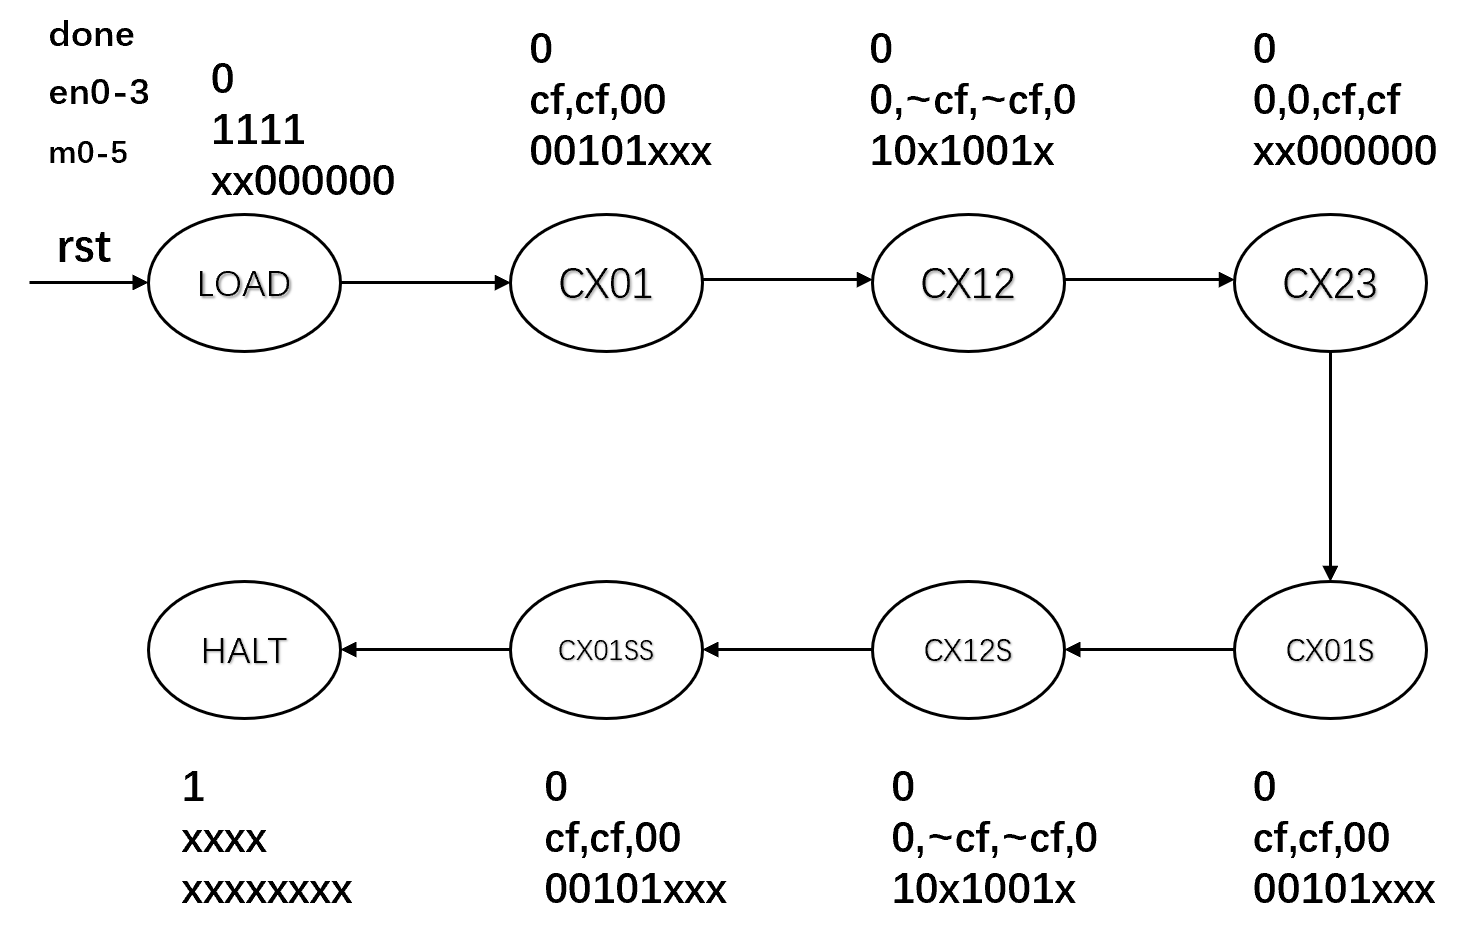 done
en0-3
m0-5
0
1111
xx000000
0
cf,cf,00
00101xxx
0
0,~cf,~cf,0
10x1001x
0
0,0,cf,cf
xx000000
rst
LOAD
CX01
CX12
CX23
HALT
CX01SS
CX12S
CX01S
1
xxxx
xxxxxxxx
0
cf,cf,00
00101xxx
0
0,~cf,~cf,0
10x1001x
0
cf,cf,00
00101xxx